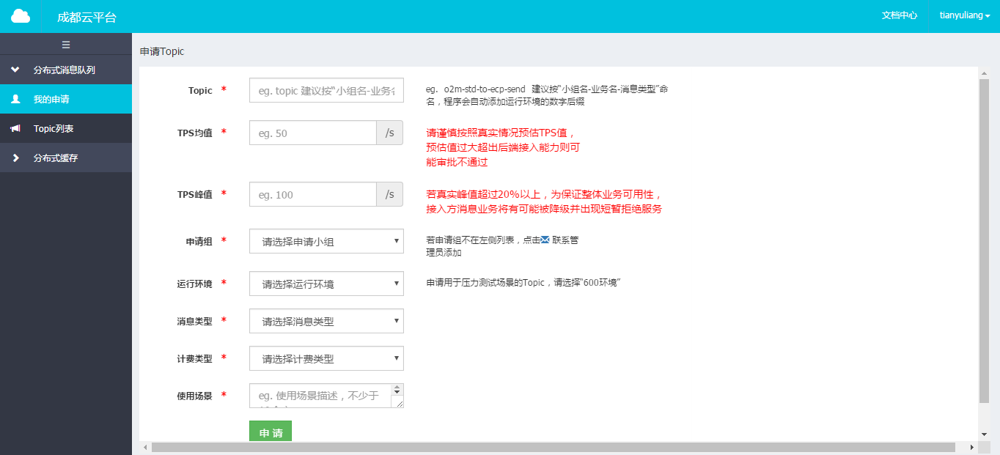 成都云平台
文档中心
tianyuliang
分布式消息队列
我的申请
Topic列表
分布式缓存
申请Topic
Topic *
eg. topic 建议按“小组名-业务名
eg. o2m-std-to-ecp-send 建议按“小组名-业务名-消息类型”命
名，程序会自动添加运行环境的数字后缀
TPS均值 *
eg. 50
/s
请谨慎按照真实情况预估TPS值，
预估值过大超出后端接入能力则可
能审批不通过
TPS峰值 *
eg. 100
/s
若真实峰值超过20%以上，为保证整体业务可用性，
接入方消息业务将有可能被降级并出现短暂拒绝服务
申请组 *
请选择申请小组
若申请组不在左侧列表，点击 联系管
理员添加
运行环境 *
请选择运行环境
申请用于压力测试场景的Topic，请选择“600环境”
消息类型 *
请选择消息类型
计费类型 *
请选择计费类型
使用场景 *
eg. 使用场景描述，不少于
申 请